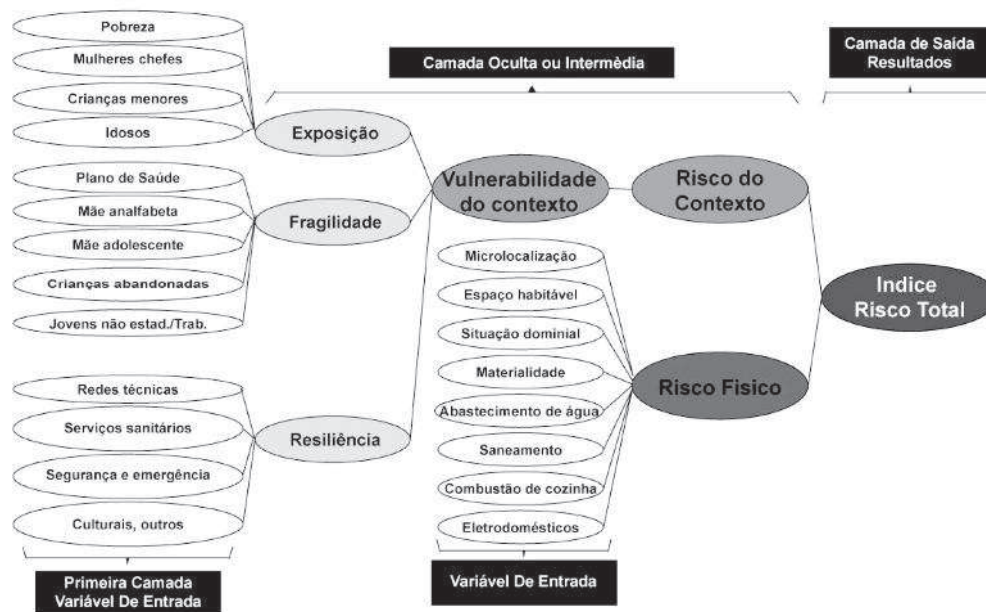 Pobreza
Mulheres chefes
Crianças menores
Idosos
Plano de Saúde
Mãe analfabeta
Mãe adolescente
Crianças abandonadas
Jovens não estad./Trab.
Redes técnicas
Serviços sanitários
Segurança e emergência
Culturais, outros
Primeira Camada
Variável De Entrada
Exposição
Fragilidade
Resiliência
Camada Oculta ou Intermèdia
Vulnerabilidade
do contexto
Risco do
Contexto
Microlocalização
Espaço habitável
Situação dominial
Materialidade
Abastecimento de água
Saneamento
Combustão de cozinha
Eletrodomésticos
Variável De Entrada
Risco Fisico
Camada de Saída
Resultados
Indice
Risco Total